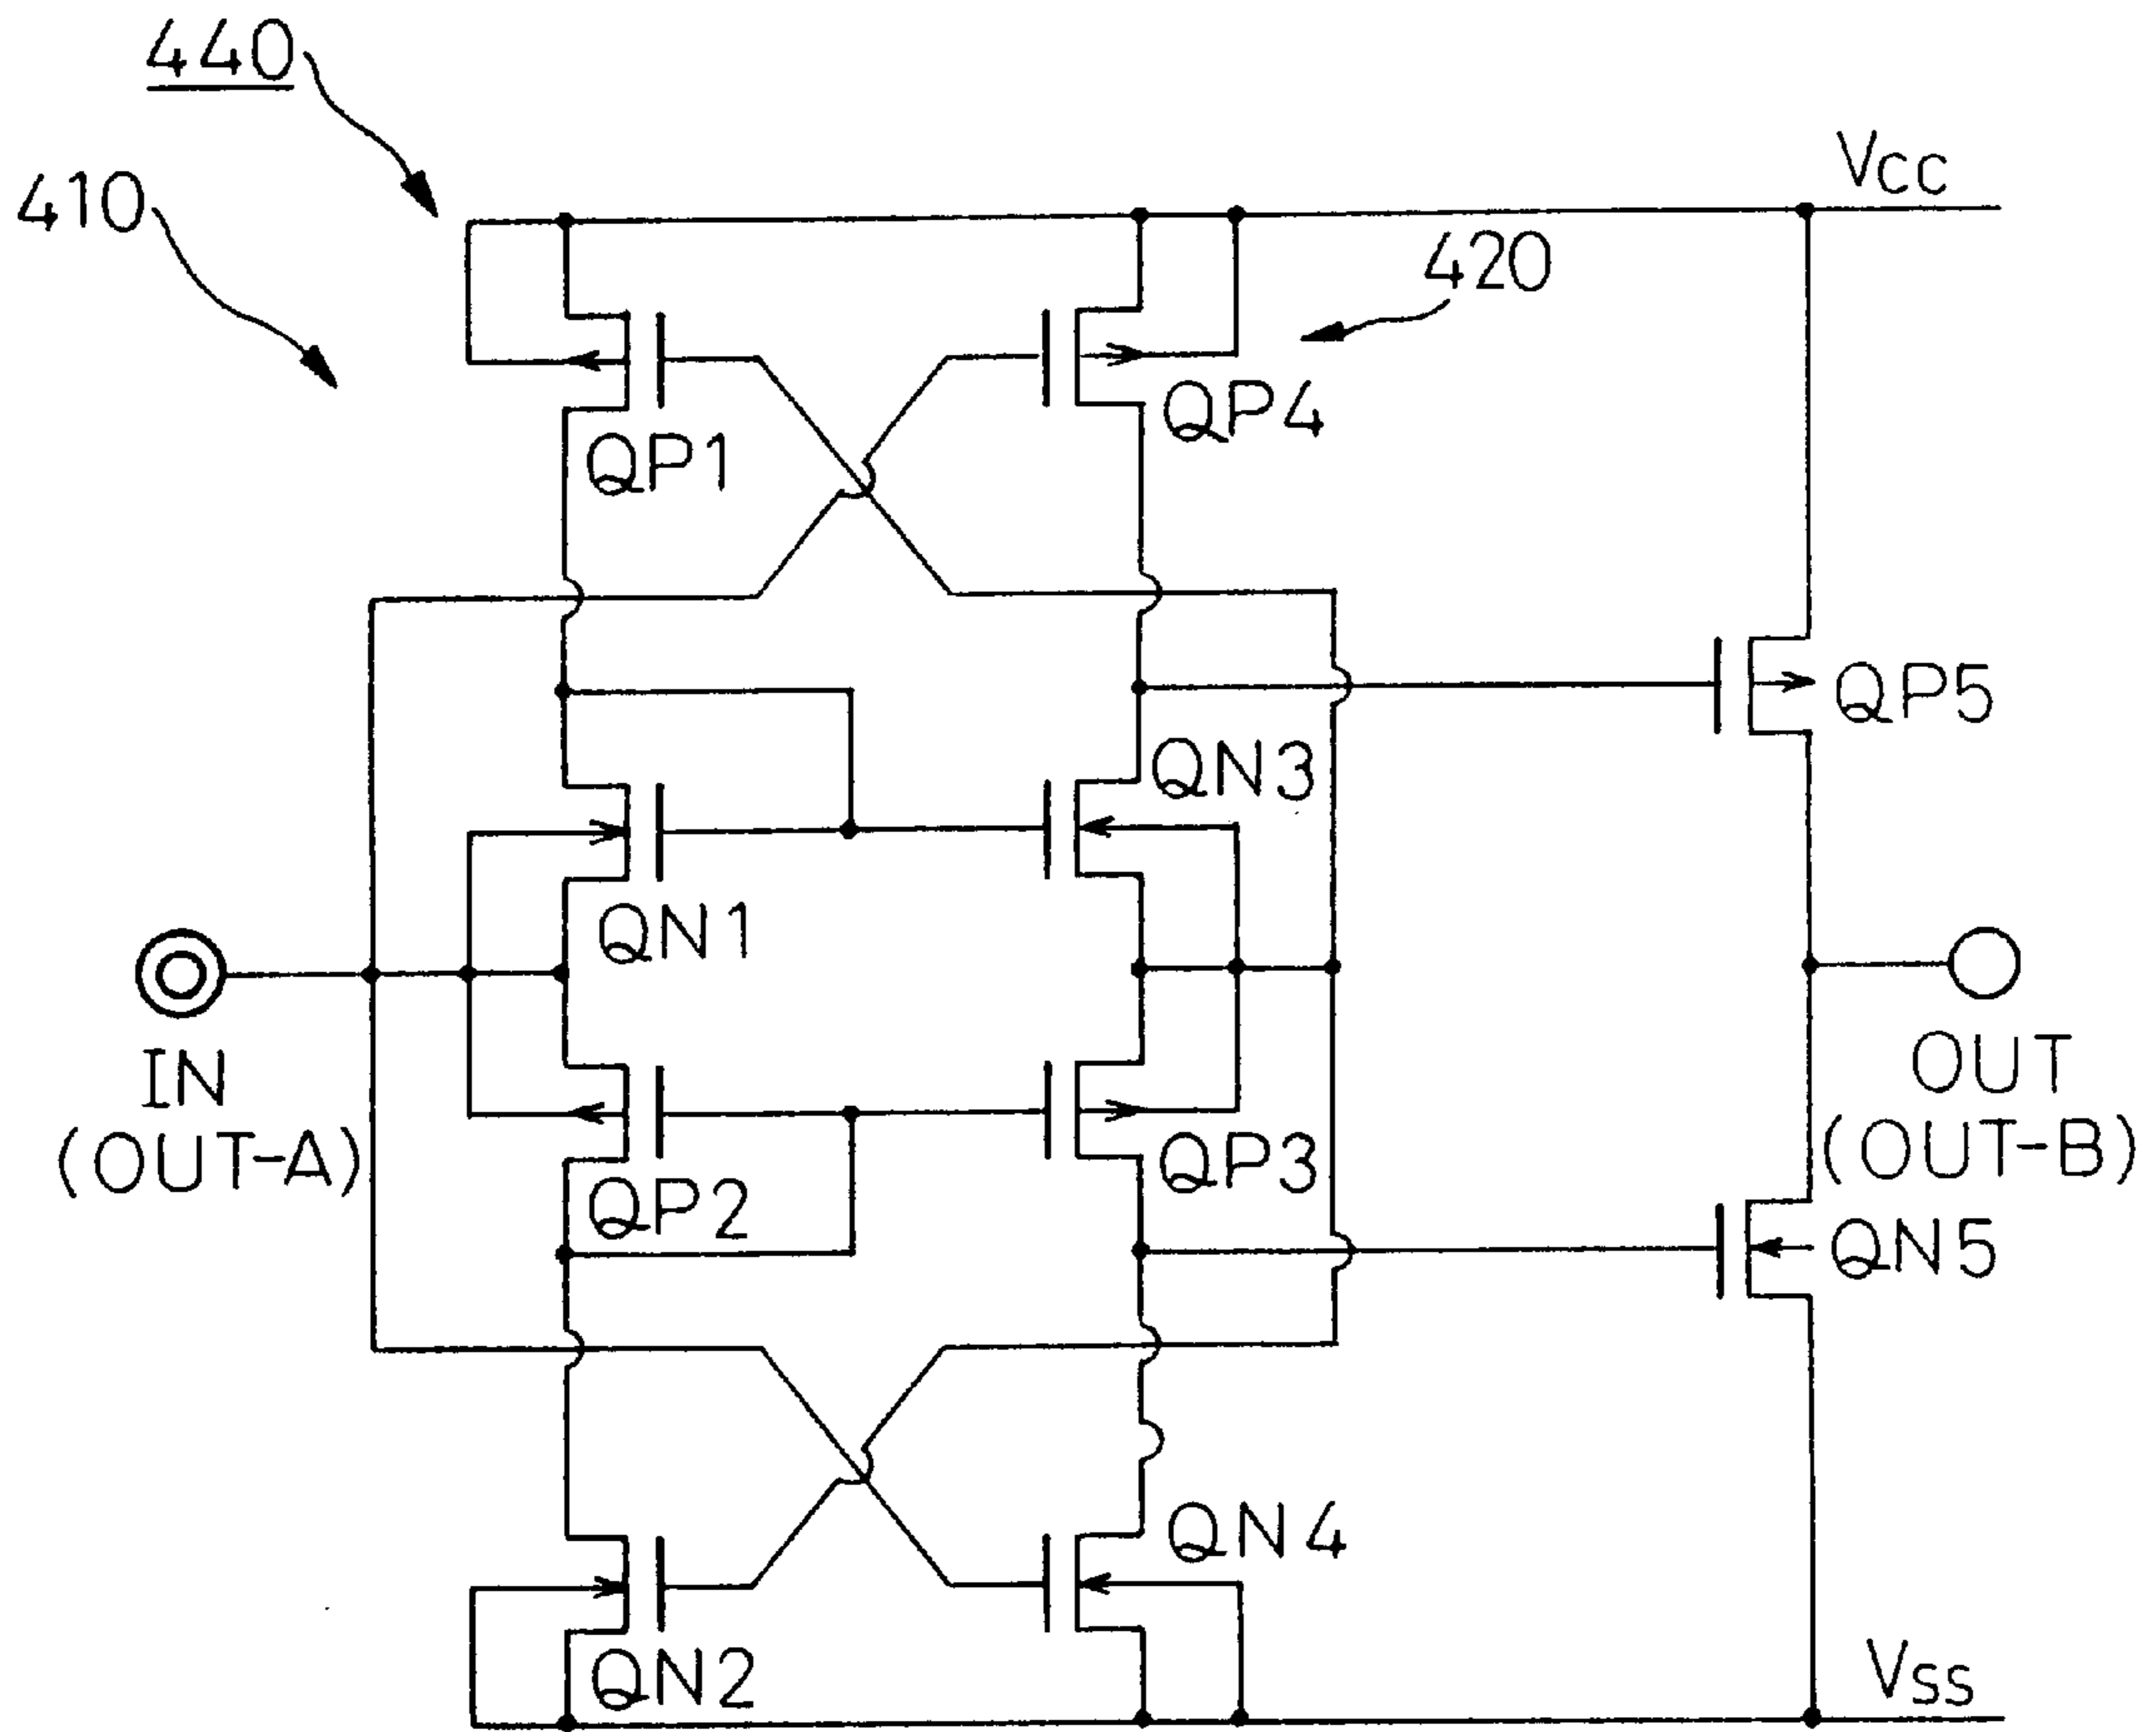 440
410
VCC
420
QP4
QP1
QP5
QN3
QN1
IN
(OUT-A)
OUT
(OUT-B)
QP3
QP2
QN5
QN4
QN2
VSS